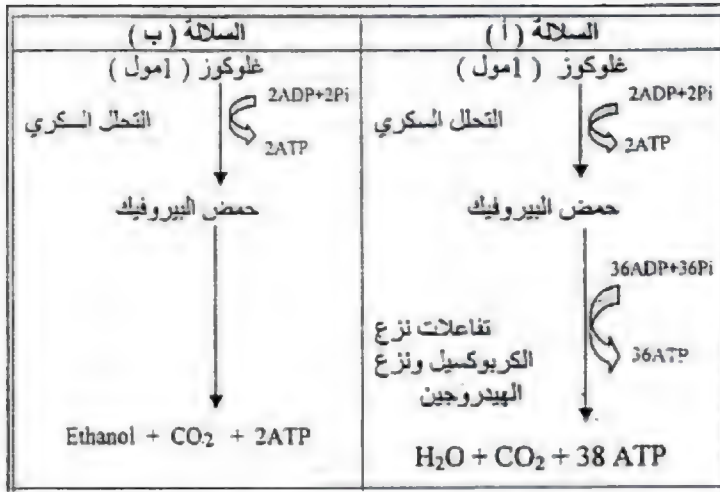 السلالة ( أ )
غلوكوز ( 1مول )
2ADP+2Pi
التحلل السكري
2ATP
حمض البيروفيك
36ADP+36Pi
تفاعلات نزع
الكربوكسيل ونزع
36ATP
الهيدروجين
H₂O + CO₂ + 38 ATP
السلالة ( ب )
غلوكوز ( 1مول )
2ADP+2Pi
التحلل السكري
2ATP
حمض البيروفيك
Ethanol + CO₂ + 2ATP